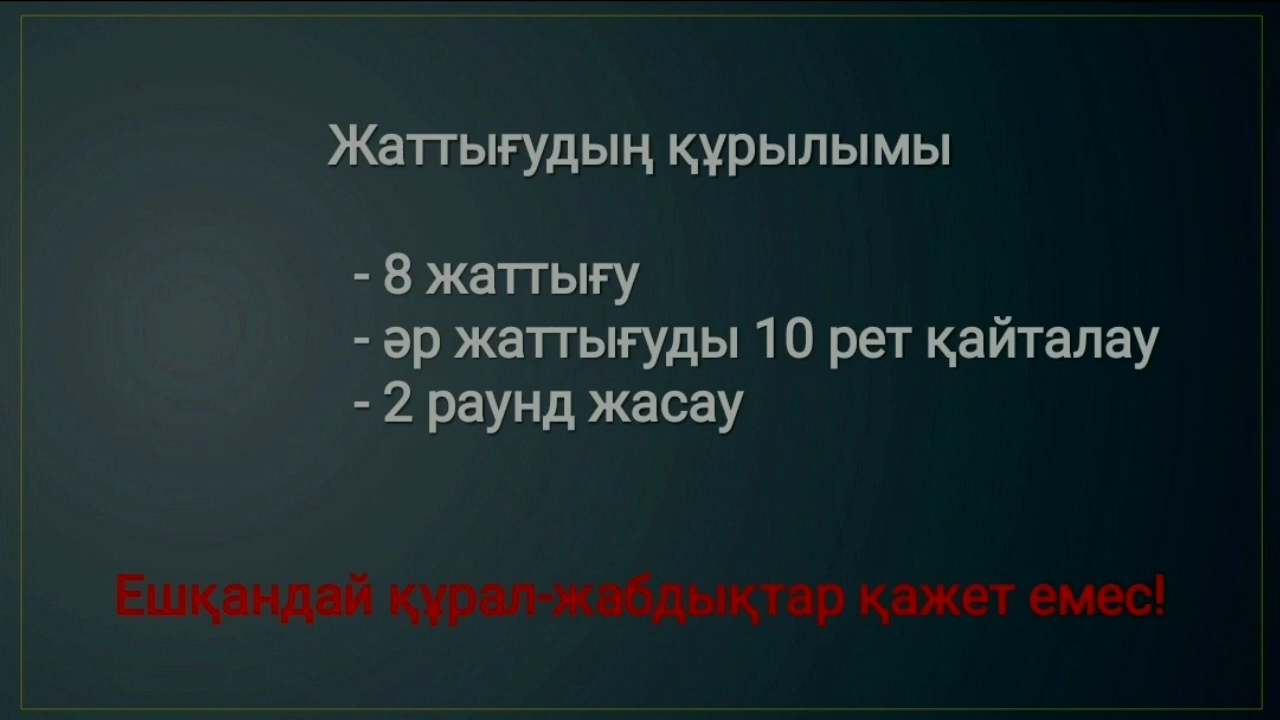 Жаттығудың құрылымы
- 8 жаттығу
- әр жаттығуды 10 рет қайталау
- 2 раунд жасау
Ешқандай құрал-жабдықтар қажет емес!